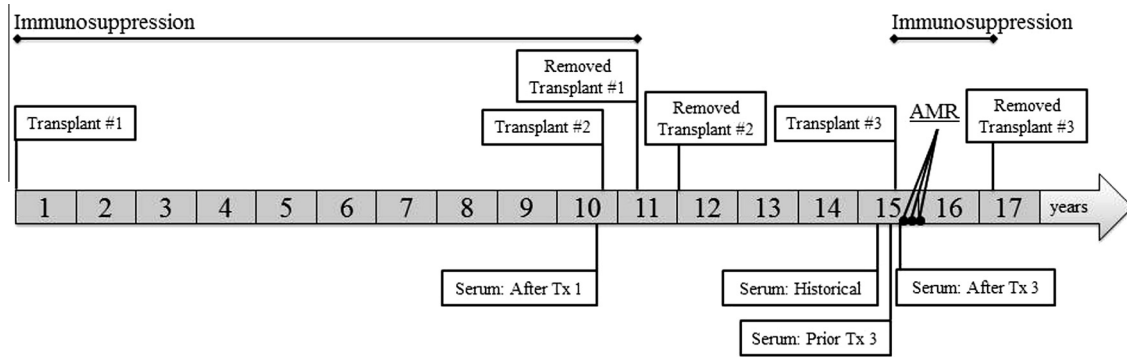 Immunosuppression
Immunosuppression
Removed
Transplant #1
Transplant #1
Transplant #2
Removed
Transplant #2
Transplant #3
AMR
Removed
Transplant #3
1 2 3 4 5 6 7 8 9 10 11 12 13 14 15 16 17 years
Serum: After Tx 1
Serum: Historical
Serum: After Tx 3
Serum: Prior Tx 3